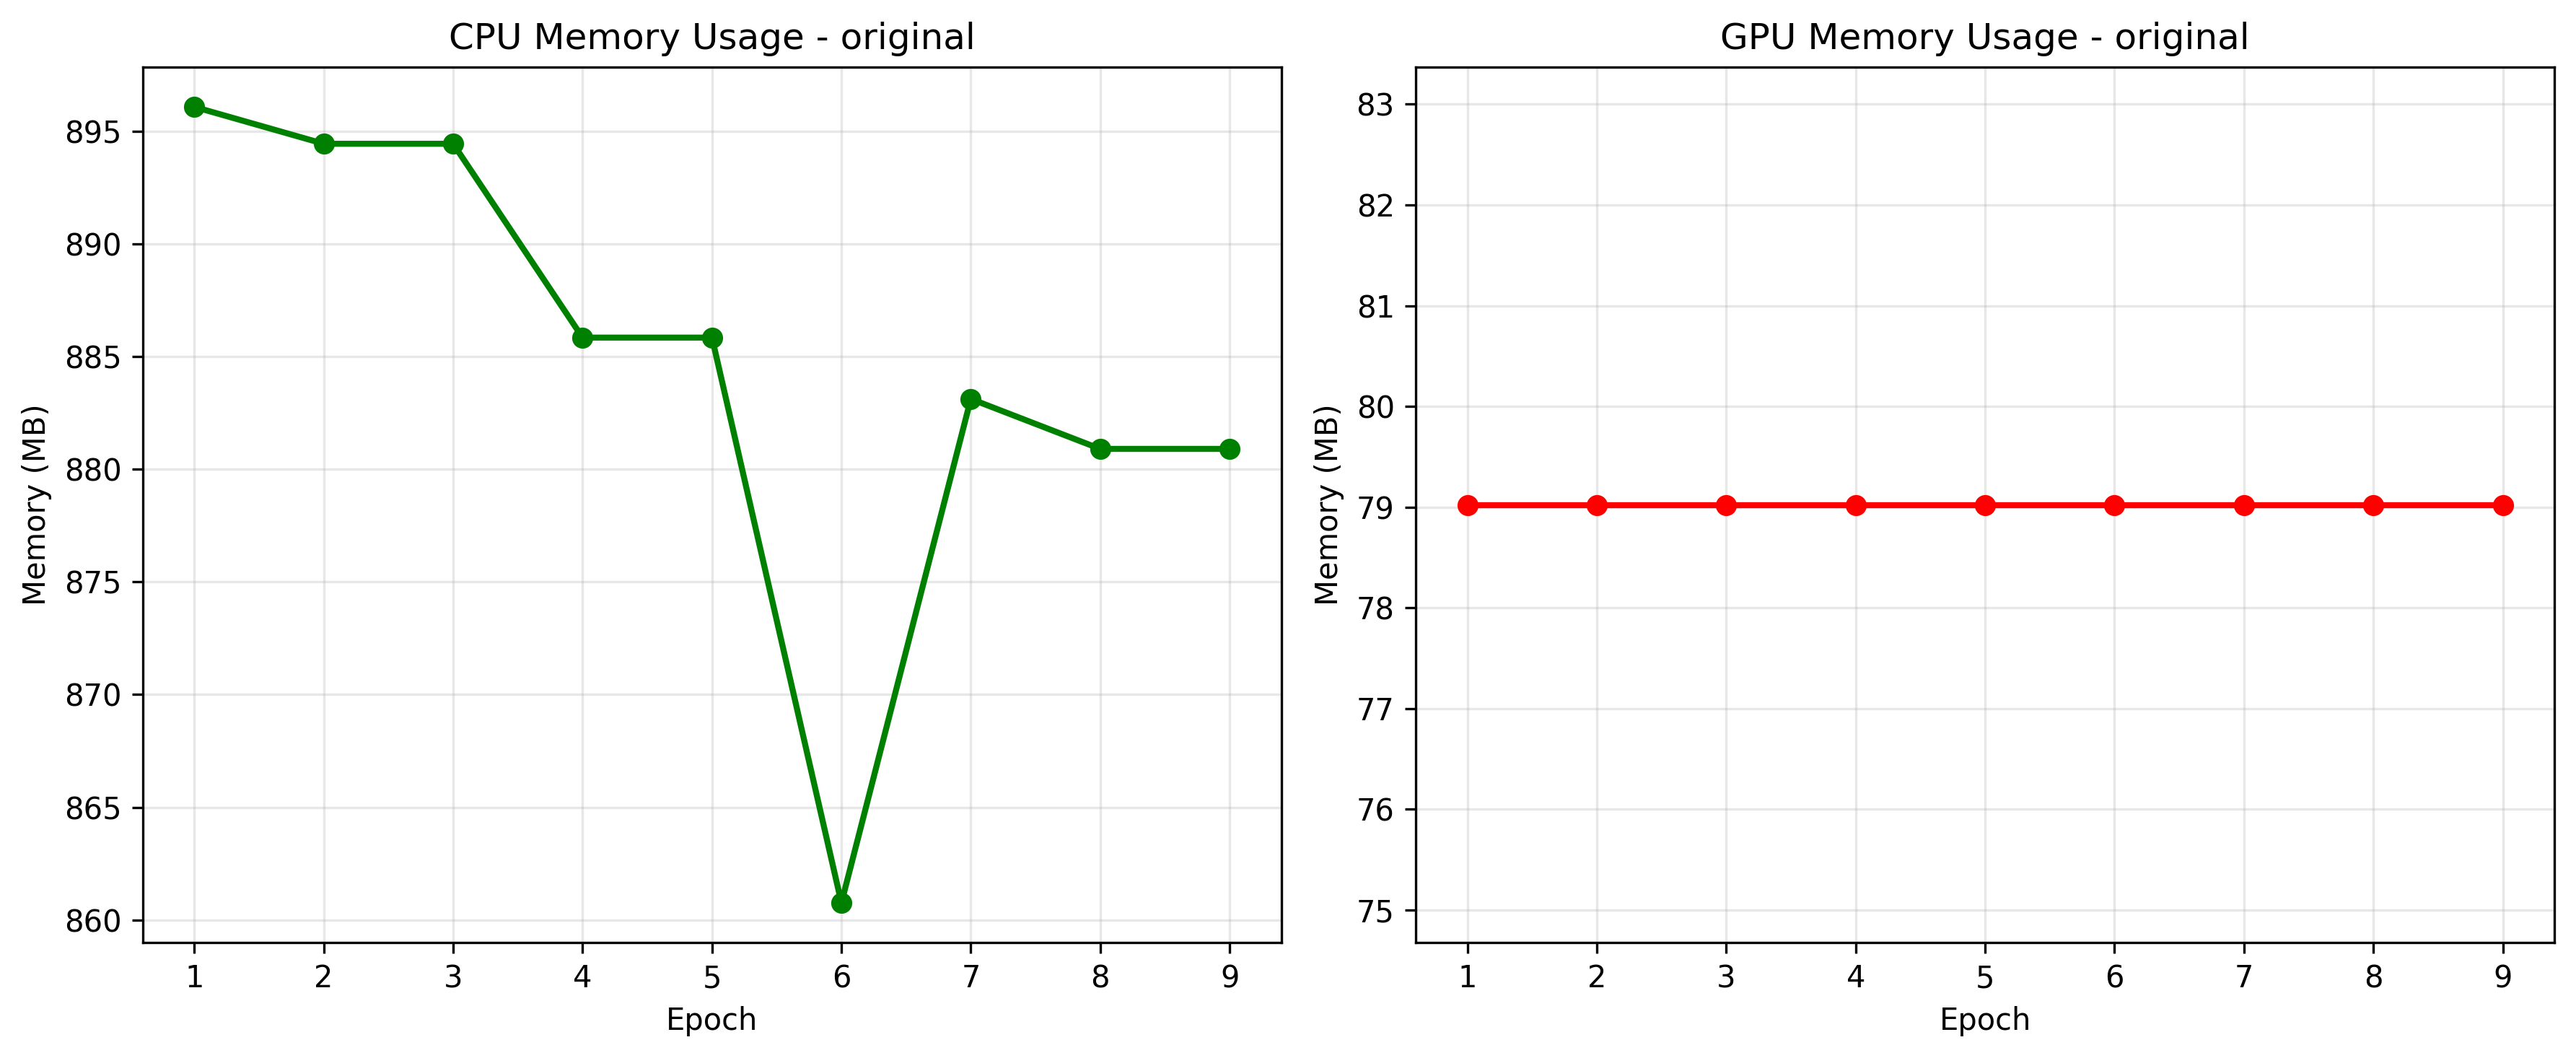 CPU Memory Usage - original
Memory (MB)
895
890
885
880
875
870
865
860
1 2 3 4 5 6 7 8 9
Epoch
GPU Memory Usage - original
Memory (MB)
83
82
81
80
79
78
77
76
75
1 2 3 4 5 6 7 8 9
Epoch